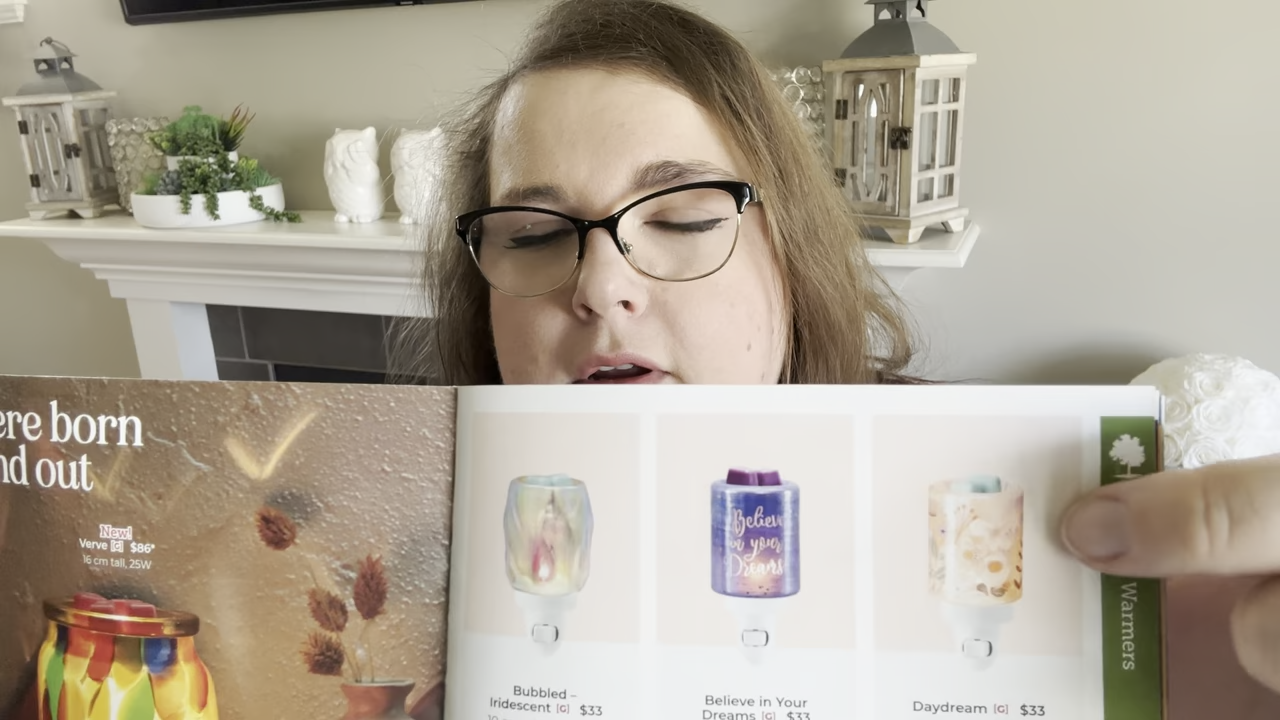 ere born
nd out
New!
Verve [G] $86*
16 cm tall, 25W
Believe
in your
Dreams
Bubbled –
Iridescent [G] $33
Believe in Your
Dreams [G] $33
Daydream [G] $33
Warmers